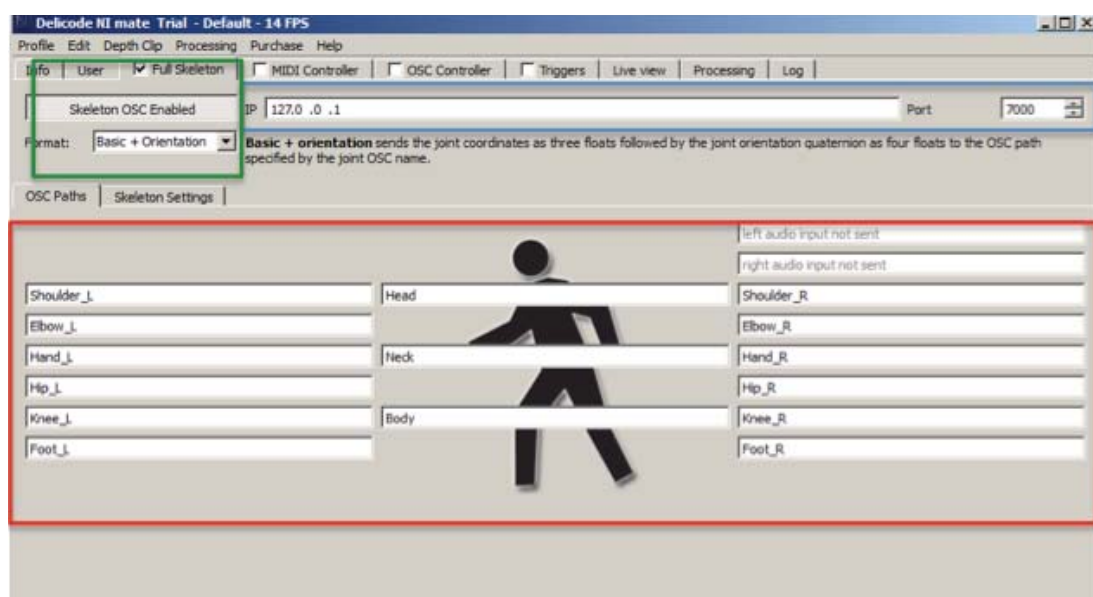 Delicode NI mate Trial - Default - 14 FPS
Profile Edit Depth Clip Processing Purchase Help
Info User Full Skeleton MIDI Controller OSC Controller Triggers Live view Processing Log
Skeleton OSC Enabled IP 127.0 .0 .1 Port 7000
Format: Basic + Orientation Basic + orientation sends the joint coordinates as three floats followed by the joint orientation quaternion as four floats to the OSC path
specified by the joint OSC name.
OSC Paths Skeleton Settings
left audio input not sent
right audio input not sent
Shoulder_L Head Shoulder_R
Elbow_L Elbow_R
Hand_L Neck Hand_R
Hip_L Hip_R
Knee_L Body Knee_R
Foot_L Foot_R